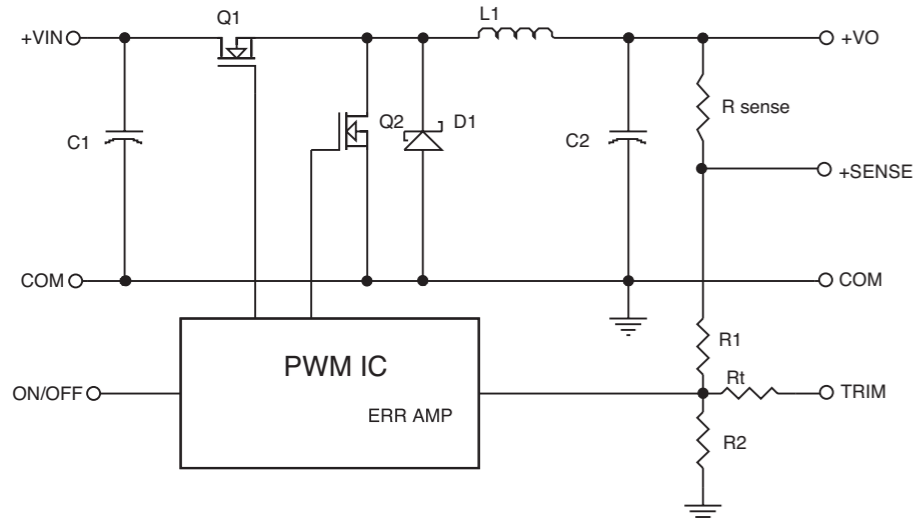 Q1
L1
+VIN
+VO
R sense
Q2
D1
C1
C2
+SENSE
COM
COM
R1
PWM IC
Rt
ON/OFF
TRIM
ERR AMP
R2